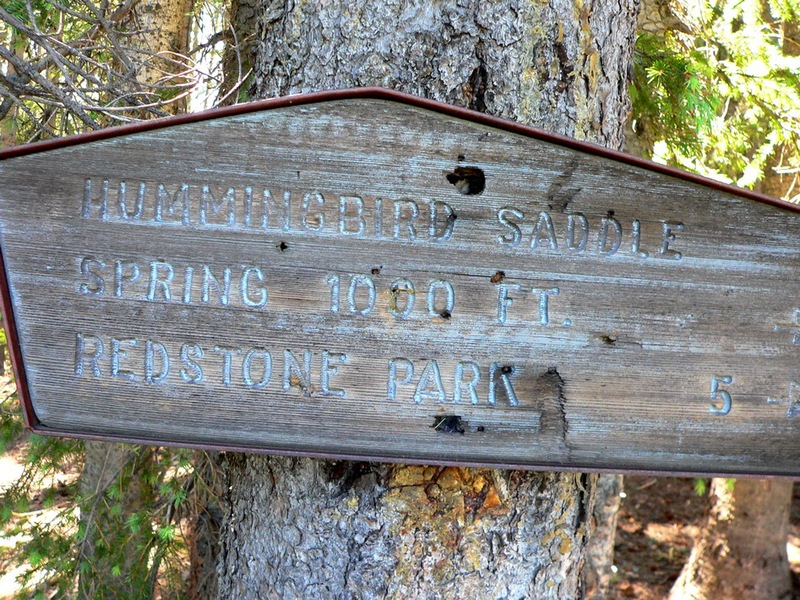 HUMMINGBIRD SADDLE
SPRING 1000 FT.
REDSTONE PARK 5